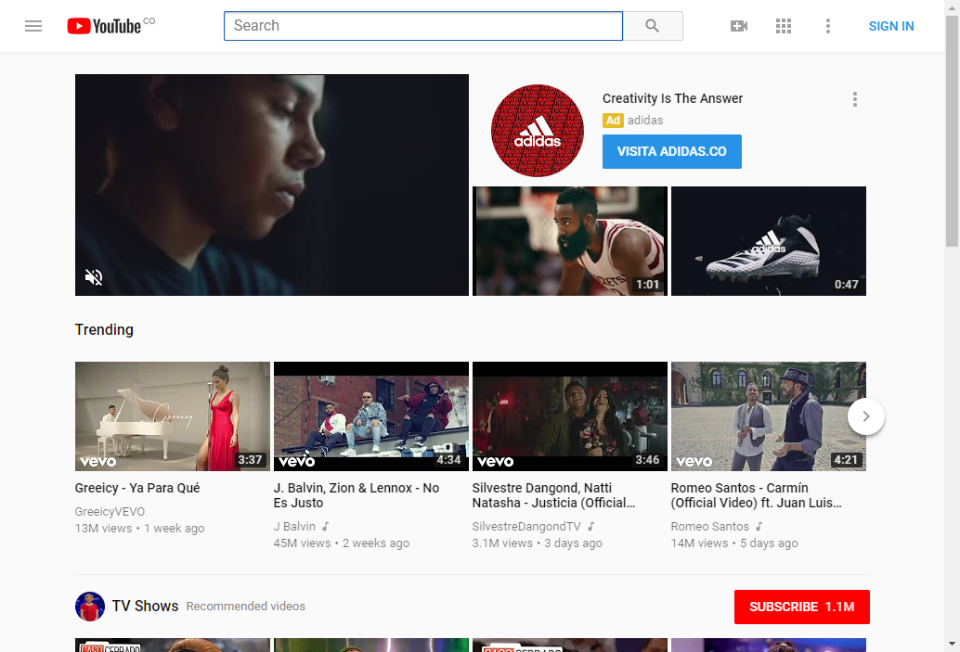 YouTube CO
Search
SIGN IN
Creativity Is The Answer
Ad adidas
adidas
VISITA ADIDAS.CO
adidas
1:01
0:47
Trending
Greeicy
vevo
3:37
vevo
4:34
vevo
3:46
vevo
4:21
Greeicy - Ya Para Qué
GreeicyVEVO
13M views • 1 week ago
J. Balvin, Zion & Lennox - No
Es Justo
J Balvin
45M views • 2 weeks ago
Silvestre Dangond, Natti
Natasha - Justicia (Official...
SilvestreDangondTV
3.1M views • 3 days ago
Romeo Santos - Carmín
(Official Video) ft. Juan Luis...
Romeo Santos
14M views • 5 days ago
TV Shows Recommended videos
SUBSCRIBE 1.1M